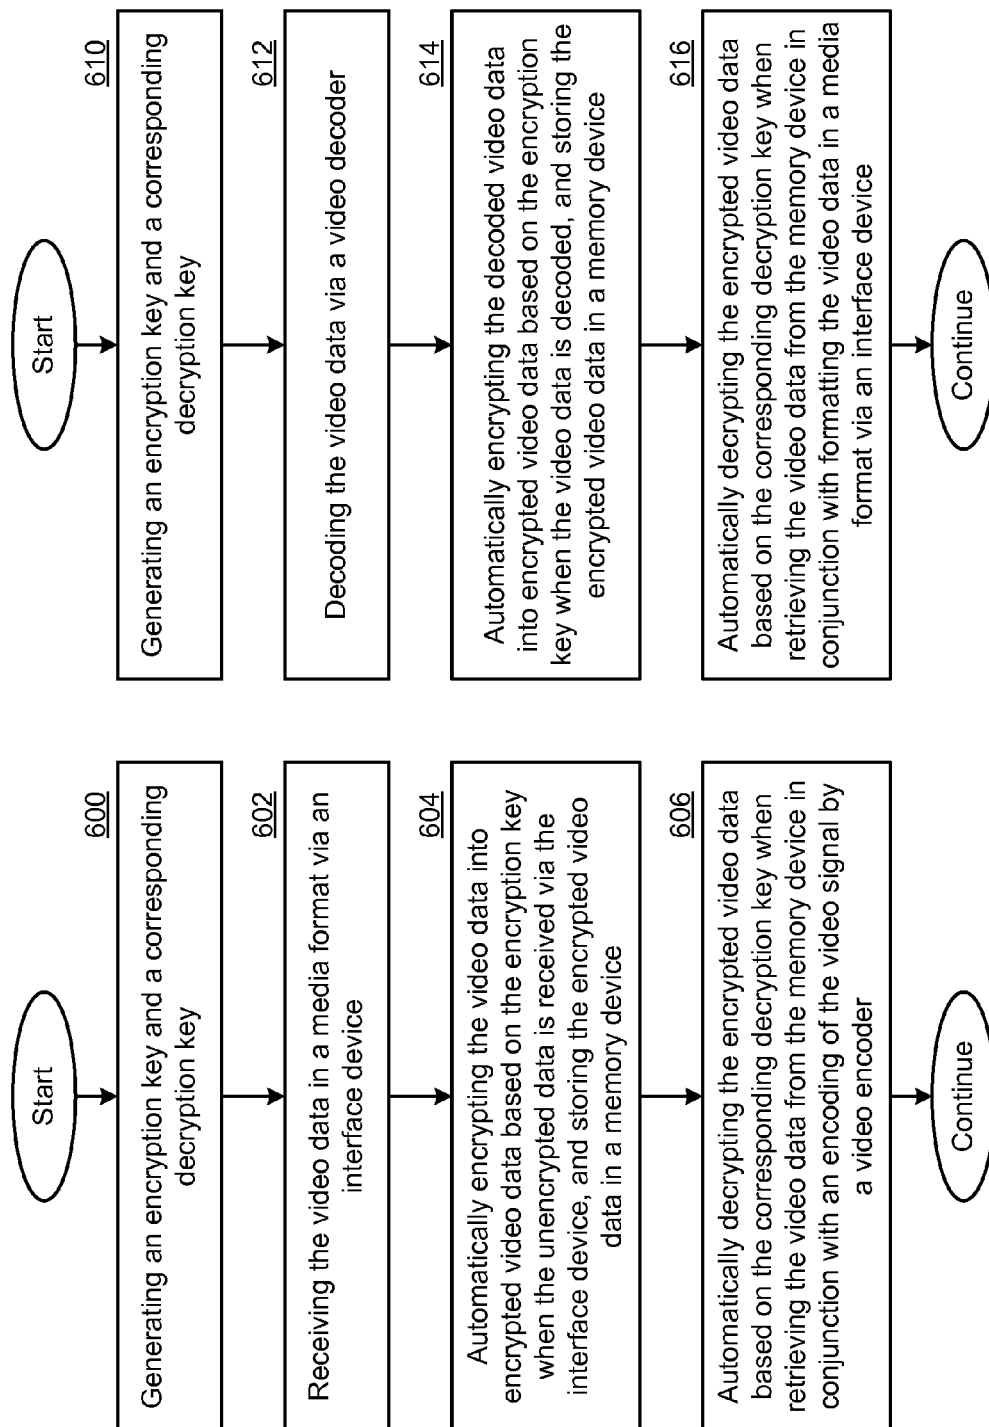 Start
600
Generating an encryption key and a corresponding
decryption key
602
Receiving the video data in a media format via an
interface device
604
Automatically encrypting the video data into
encrypted video data based on the encryption key
when the unencrypted data is received via the
interface device, and storing the encrypted video
data in a memory device
606
Automatically decrypting the encrypted video data
based on the corresponding decryption key when
retrieving the video data from the memory device in
conjunction with an encoding of the video signal by
a video encoder
Continue
Start
610
Generating an encryption key and a corresponding
decryption key
612
Decoding the video data via a video decoder
614
Automatically encrypting the decoded video data
into encrypted video data based on the encryption
key when the video data is decoded, and storing the
encrypted video data in a memory device
616
Automatically decrypting the encrypted video data
based on the corresponding decryption key when
retrieving the video data from the memory device in
conjunction with formatting the video data in a media
format via an interface device
Continue